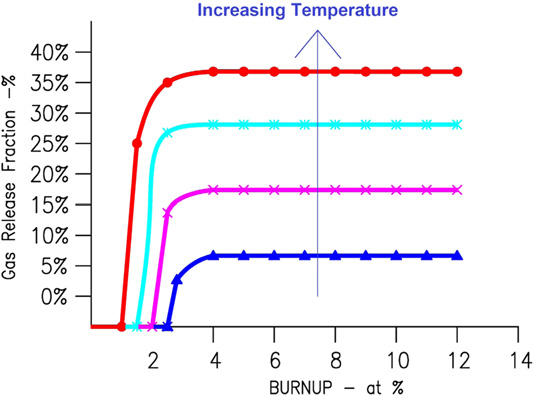 Increasing Temperature
Gas Release Fraction -%
40%
35%
30%
25%
20%
15%
10%
5%
0%
2 4 6 8 10 12 14
BURNUP - at %